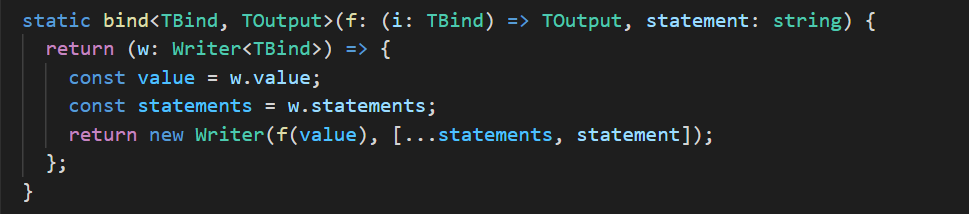 static bind<TBind, TOutput>(f: (i: TBind) => TOutput, statement: string) {
  return (w: Writer<TBind>) => {
    const value = w.value;
    const statements = w.statements;
    return new Writer(f(value), [...statements, statement]);
  };
}